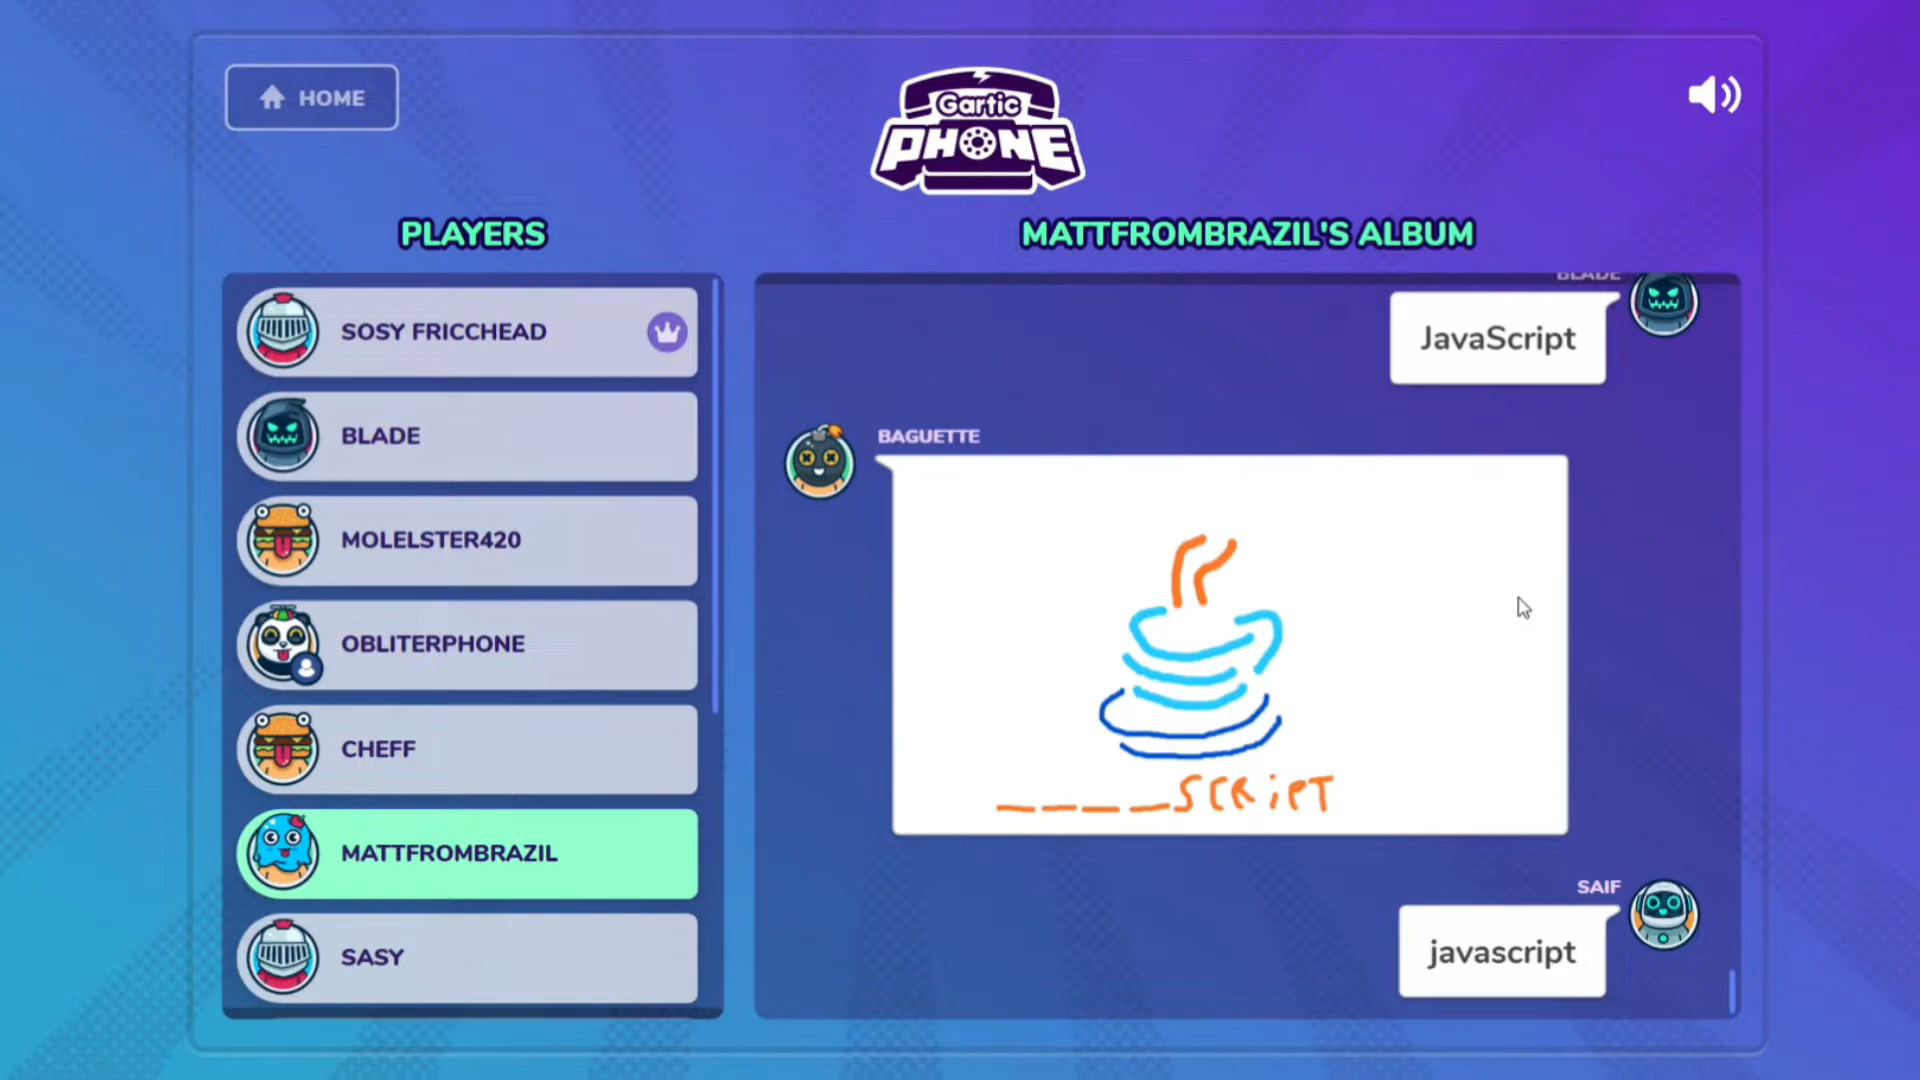 HOME
Gartic
PHONE
PLAYERS
MATTFROMBRAZIL'S ALBUM
SOSY FRICCHEAD
BLADE
MOLELSTER420
OBLITERPHONE
CHEFF
MATTFROMBRAZIL
SASY
BLADE
JavaScript
BAGUETTE
____SCRiPT
SAIF
javascript